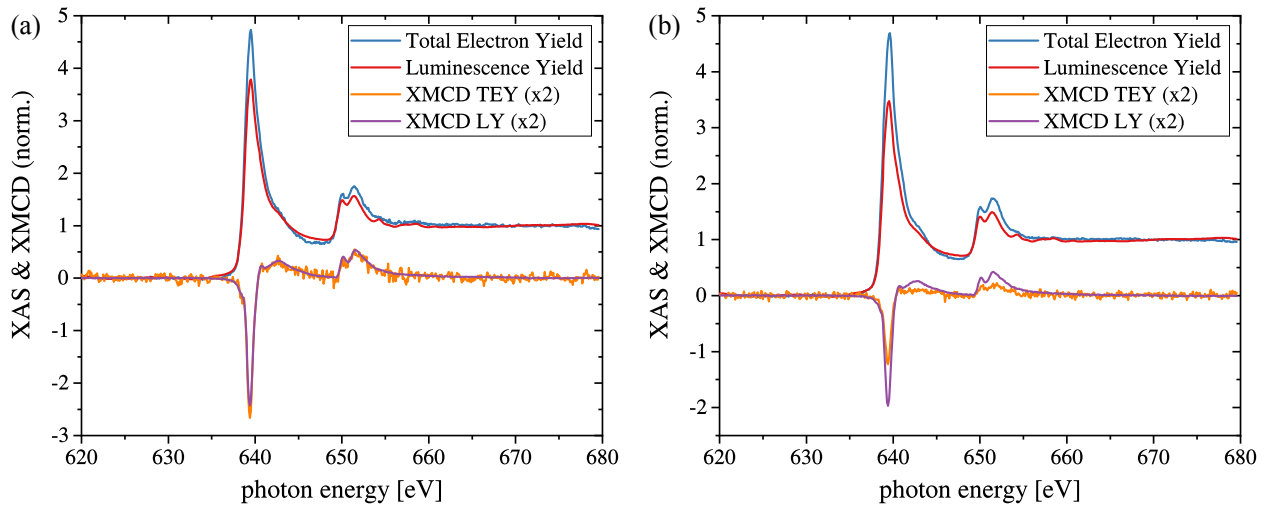 (a)
XAS & XMCD (norm.)
5
4
3
2
1
0
-1
-2
-3
Total Electron Yield
Luminescence Yield
XMCD TEY (x2)
XMCD LY (x2)
620
630
640
650
660
670
680
photon energy [eV]
(b)
XAS & XMCD (norm.)
5
4
3
2
1
0
-1
-2
Total Electron Yield
Luminescence Yield
XMCD TEY (x2)
XMCD LY (x2)
620
630
640
650
660
670
680
photon energy [eV]